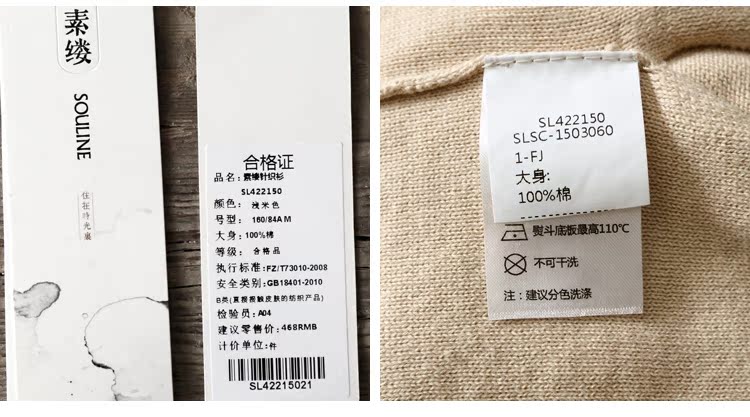 素缕
SOULINE
住在时光裏
合格证
品名：素缕针织衫
SL422150
颜色： 浅米色
号型： 160/84A M
大身：100%棉
等级： 合格品
执行标准:FZ/T73010-2008
安全类别:GB18401-2010
B类(直接接触皮肤的纺织产品)
检验员:A04
建议零售价:468RMB
计价单位:件
SL42215021
SL422150
SLSC-1503060
1-FJ
大身:
100%棉
熨斗底板最高110℃
不可干洗
注：建议分色洗涤